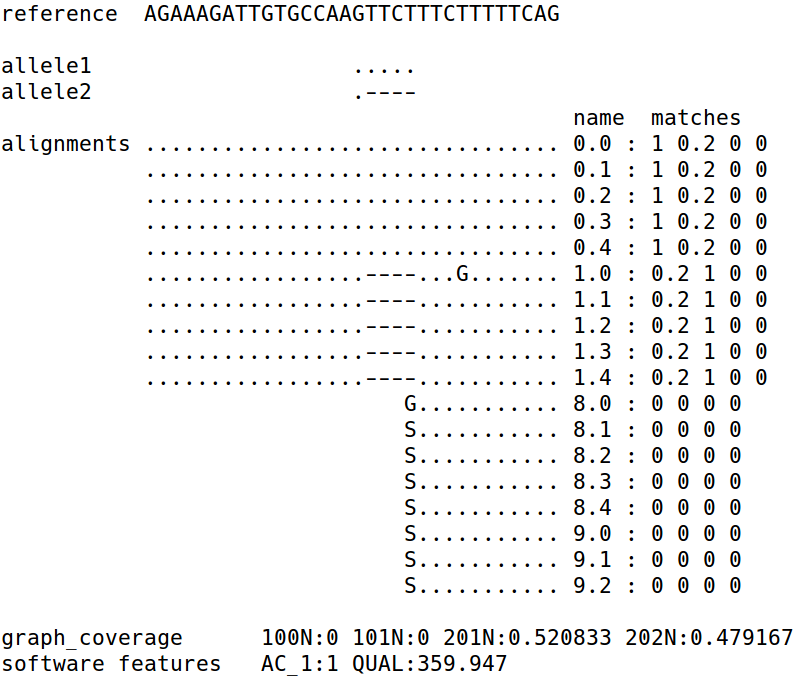 reference AGAAAGATTGTGCCAAGTTCTTTCTTTTTCAG
allele1 .....
allele2 .----
name matches
alignments ................................ 0.0 : 1 0.2 0 0
................................ 0.1 : 1 0.2 0 0
................................ 0.2 : 1 0.2 0 0
................................ 0.3 : 1 0.2 0 0
................................ 0.4 : 1 0.2 0 0
.................----...G....... 1.0 : 0.2 1 0 0
.................----........... 1.1 : 0.2 1 0 0
.................----........... 1.2 : 0.2 1 0 0
.................----........... 1.3 : 0.2 1 0 0
.................----........... 1.4 : 0.2 1 0 0
G........... 8.0 : 0 0 0 0
S........... 8.1 : 0 0 0 0
S........... 8.2 : 0 0 0 0
S........... 8.3 : 0 0 0 0
S........... 8.4 : 0 0 0 0
S........... 9.0 : 0 0 0 0
S........... 9.1 : 0 0 0 0
S........... 9.2 : 0 0 0 0
graph_coverage 100N:0 101N:0 201N:0.520833 202N:0.479167
software features AC_1:1 QUAL:359.947